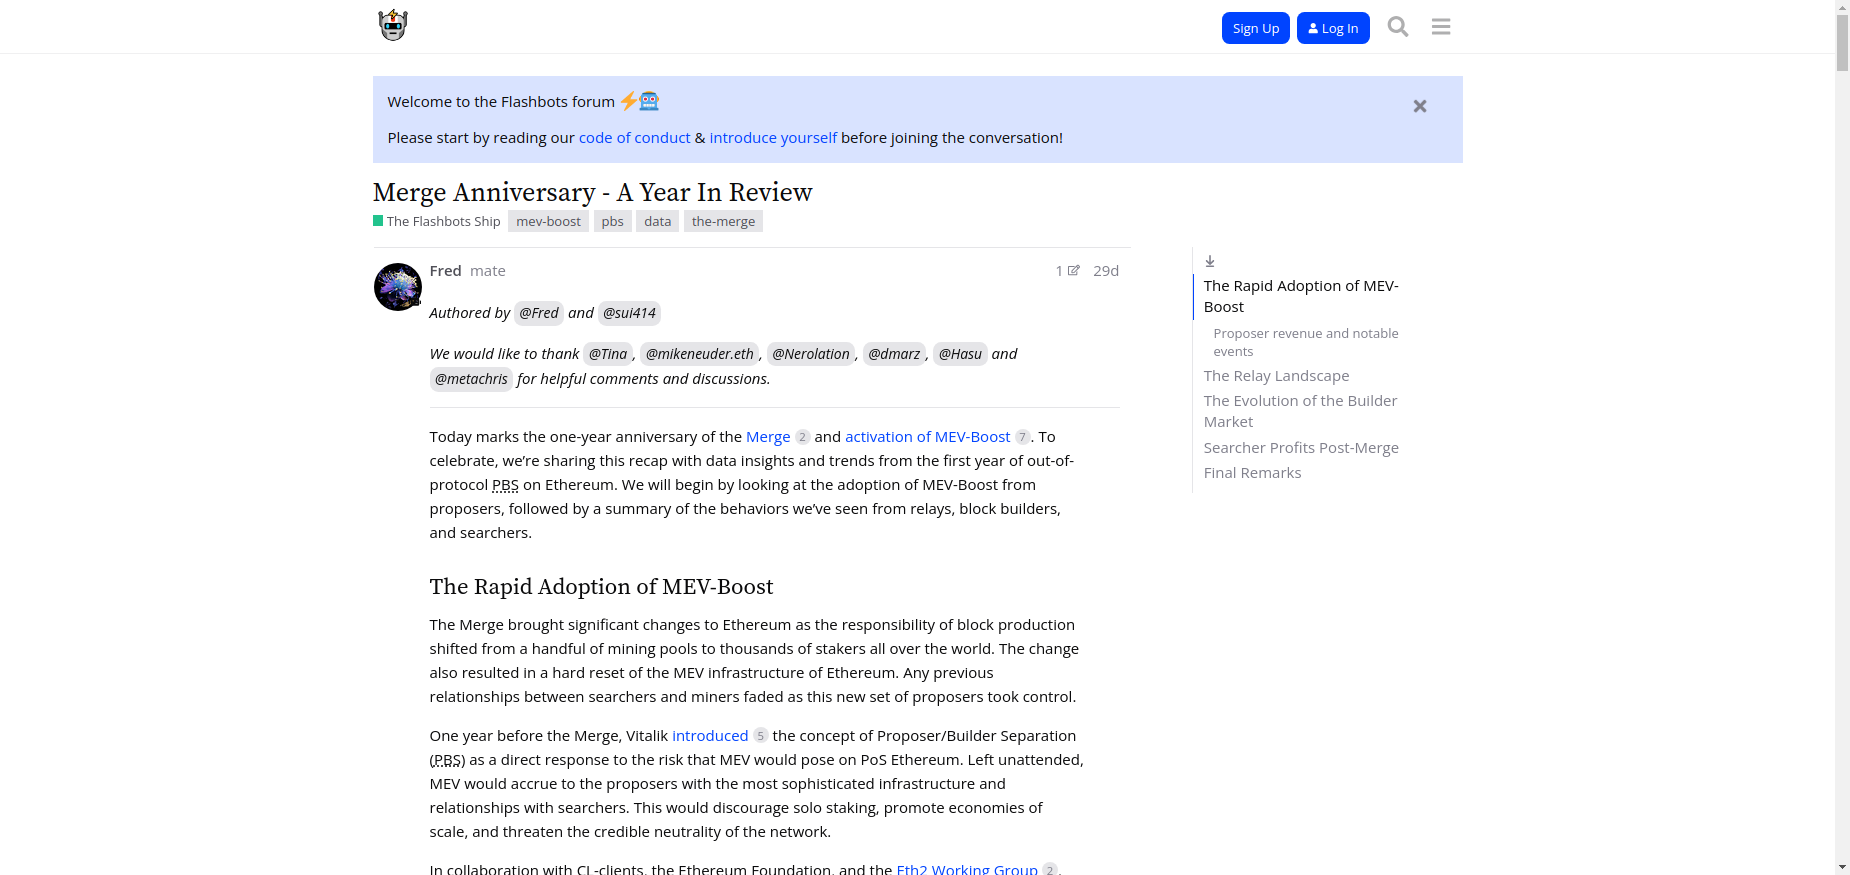 Sign Up
Log In
Welcome to the Flashbots forum
Please start by reading our code of conduct & introduce yourself before joining the conversation!
Merge Anniversary - A Year In Review
The Flashbots Ship mev-boost pbs data the-merge
Fred mate 1 29d
Authored by @Fred and @sui414
We would like to thank @Tina, @mikeneuder.eth, @Nerolation, @dmarz, @Hasu and
@metachris for helpful comments and discussions.
Today marks the one-year anniversary of the Merge 2 and activation of MEV-Boost 7. To
celebrate, we’re sharing this recap with data insights and trends from the first year of out-of-
protocol PBS on Ethereum. We will begin by looking at the adoption of MEV-Boost from
proposers, followed by a summary of the behaviors we’ve seen from relays, block builders,
and searchers.
The Rapid Adoption of MEV-Boost
The Merge brought significant changes to Ethereum as the responsibility of block production
shifted from a handful of mining pools to thousands of stakers all over the world. The change
also resulted in a hard reset of the MEV infrastructure of Ethereum. Any previous
relationships between searchers and miners faded as this new set of proposers took control.
One year before the Merge, Vitalik introduced 5 the concept of Proposer/Builder Separation
(PBS) as a direct response to the risk that MEV would pose on PoS Ethereum. Left unattended,
MEV would accrue to the proposers with the most sophisticated infrastructure and
relationships with searchers. This would discourage solo staking, promote economies of
scale, and threaten the credible neutrality of the network.
In collaboration with CL-clients, the Ethereum Foundation, and the Eth2 Working Group 2,
The Rapid Adoption of MEV-
Boost
Proposer revenue and notable
events
The Relay Landscape
The Evolution of the Builder
Market
Searcher Profits Post-Merge
Final Remarks